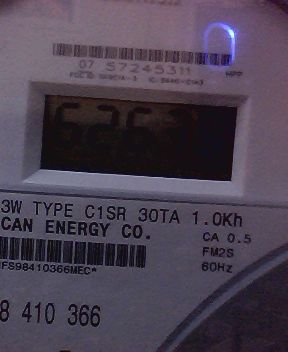 07 57245311
3W TYPE C1SR 30TA 1.0Kh
CAN ENERGY CO.
CA 0.5
FM2S
60Hz
FS98410366MEC*
8 410 366